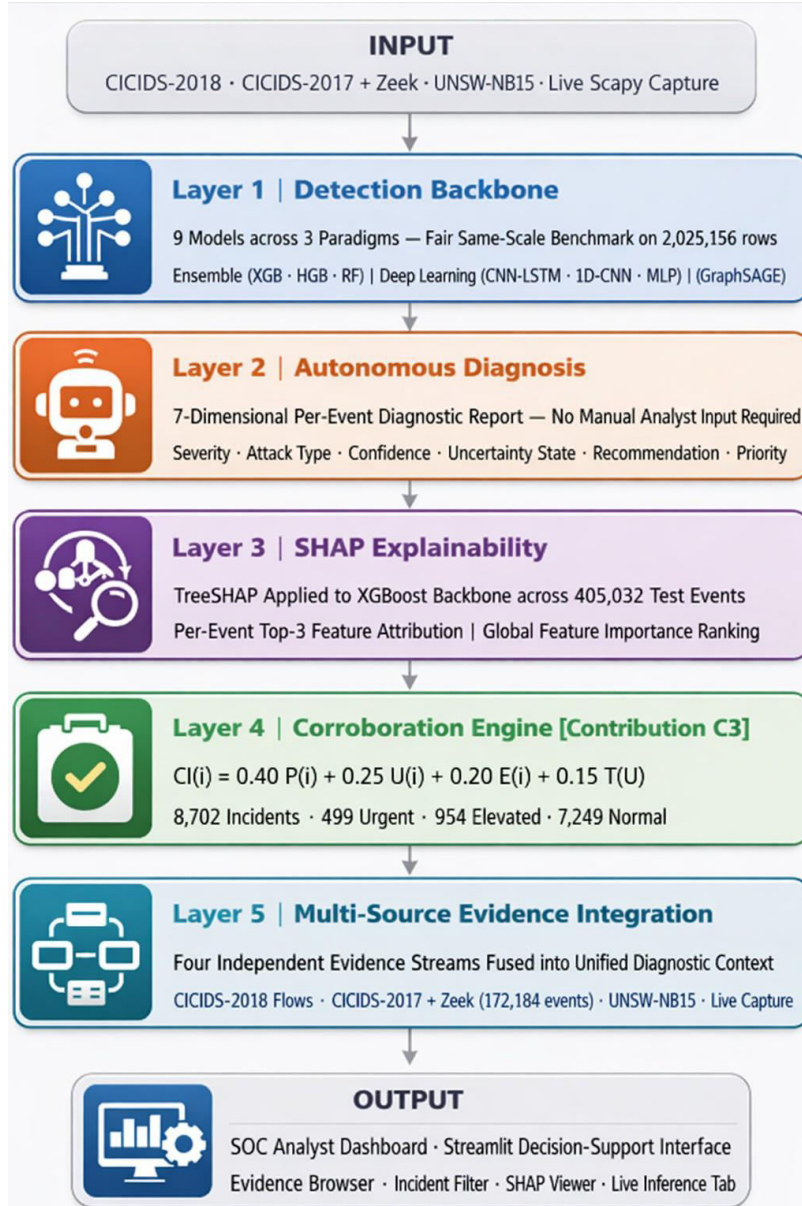 INPUT
CICIDS-2018 · CICIDS-2017 + Zeek · UNSW-NB15 · Live Scapy Capture
Layer 1 | Detection Backbone
9 Models across 3 Paradigms — Fair Same-Scale Benchmark on 2,025,156 rows
Ensemble (XGB · HGB · RF) | Deep Learning (CNN-LSTM · 1D-CNN · MLP) | (GraphSAGE)
Layer 2 | Autonomous Diagnosis
7-Dimensional Per-Event Diagnostic Report — No Manual Analyst Input Required
Severity · Attack Type · Confidence · Uncertainty State · Recommendation · Priority
Layer 3 | SHAP Explainability
TreeSHAP Applied to XGBoost Backbone across 405,032 Test Events
Per-Event Top-3 Feature Attribution | Global Feature Importance Ranking
Layer 4 | Corroboration Engine [Contribution C3]
CI(i) = 0.40 P(i) + 0.25 U(i) + 0.20 E(i) + 0.15 T(U)
8,702 Incidents · 499 Urgent · 954 Elevated · 7,249 Normal
Layer 5 | Multi-Source Evidence Integration
Four Independent Evidence Streams Fused into Unified Diagnostic Context
CICIDS-2018 Flows · CICIDS-2017 + Zeek (172,184 events) · UNSW-NB15 · Live Capture
OUTPUT
SOC Analyst Dashboard · Streamlit Decision-Support Interface
Evidence Browser · Incident Filter · SHAP Viewer · Live Inference Tab